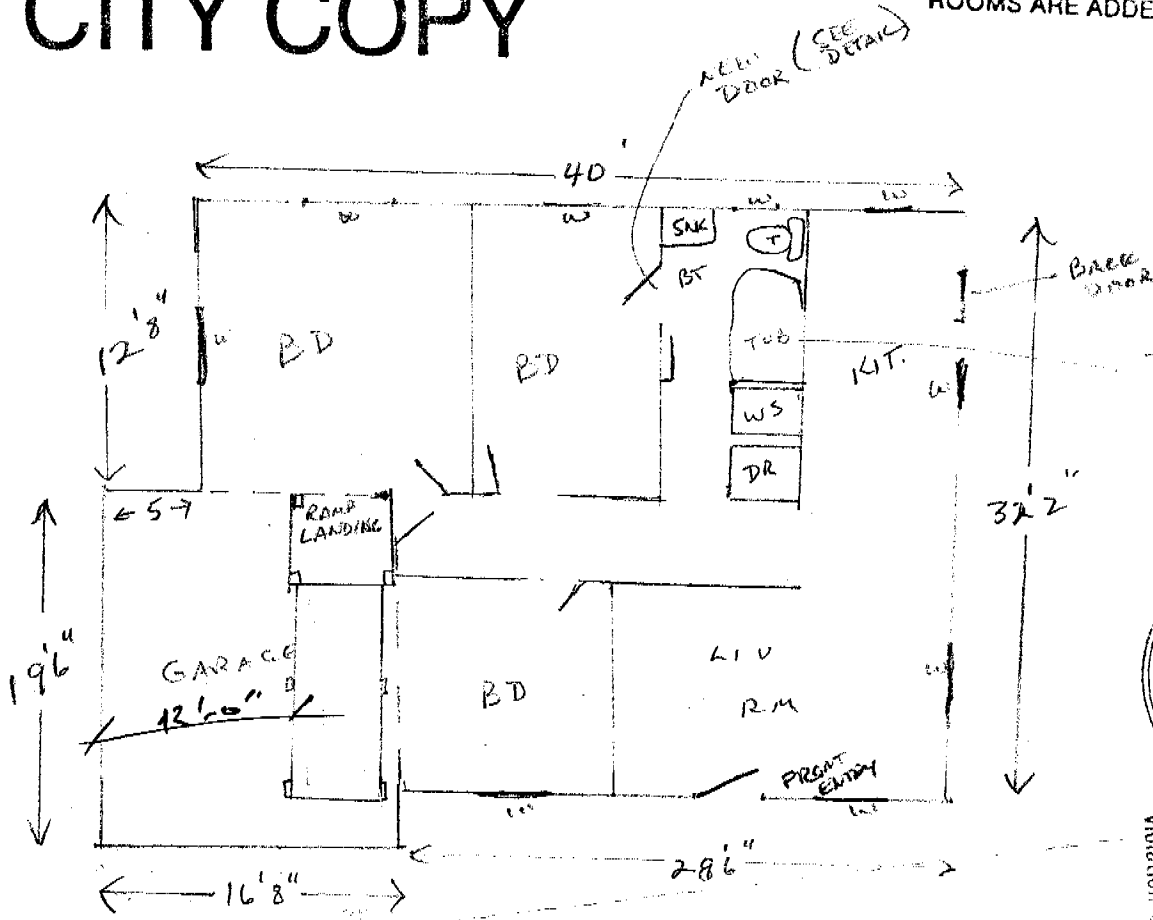 CITY COPY
ROOMS ARE ADDE
NEW DOOR (SEE DETAIL)
40'
W
W
SNK
W
W
T
BT
BACK DOOR
12'8"
W
BD
BD
TUB
KIT.
W
WS
DR
32'2"
←5→
RAMP
LANDING
19'6"
GARAGE
12'-0"
BD
LIV
RM
W
FRONT
ENTRY
W
W
28'6"
16'8"